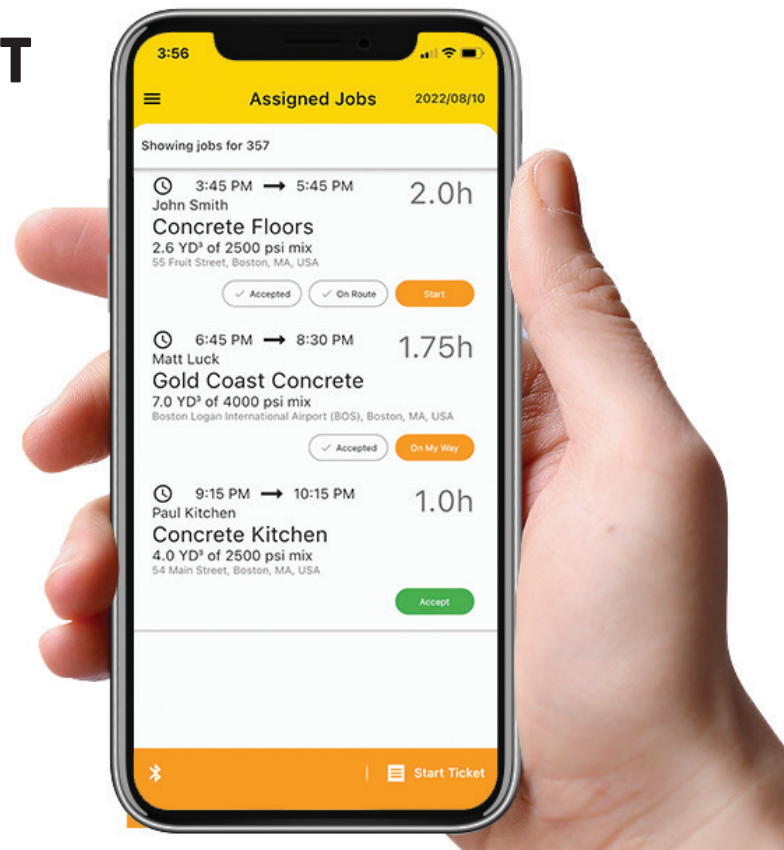 T
3:56
Assigned Jobs 2022/08/10
Showing jobs for 357
3:45 PM → 5:45 PM 2.0h
John Smith
Concrete Floors
2.6 YD³ of 2500 psi mix
55 Fruit Street, Boston, MA, USA
✓ Accepted ✓ On Route Start
6:45 PM → 8:30 PM 1.75h
Matt Luck
Gold Coast Concrete
7.0 YD³ of 4000 psi mix
Boston Logan International Airport (BOS), Boston, MA, USA
✓ Accepted On My Way
9:15 PM → 10:15 PM 1.0h
Paul Kitchen
Concrete Kitchen
4.0 YD³ of 2500 psi mix
54 Main Street, Boston, MA, USA
Accept
Start Ticket